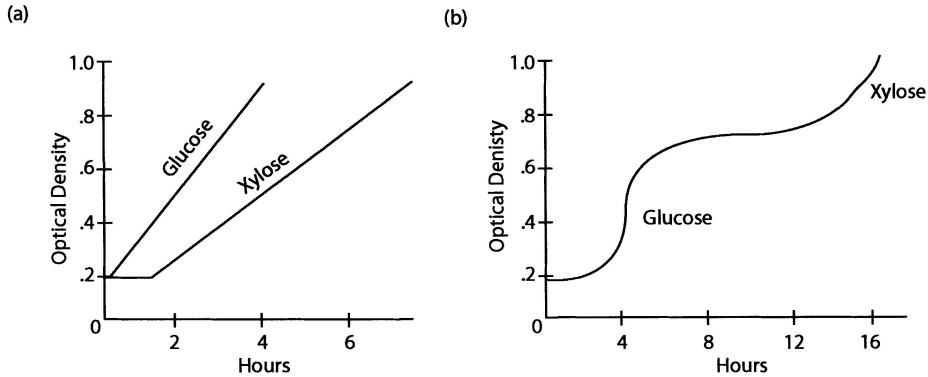 (a)
1.0
.8
.6
.4
.2
0
Optical Density
Glucose
Xylose
2
4
6
Hours
(b)
1.0
.8
.6
.4
.2
0
Optical Denisty
Glucose
Xylose
4
8
12
16
Hours